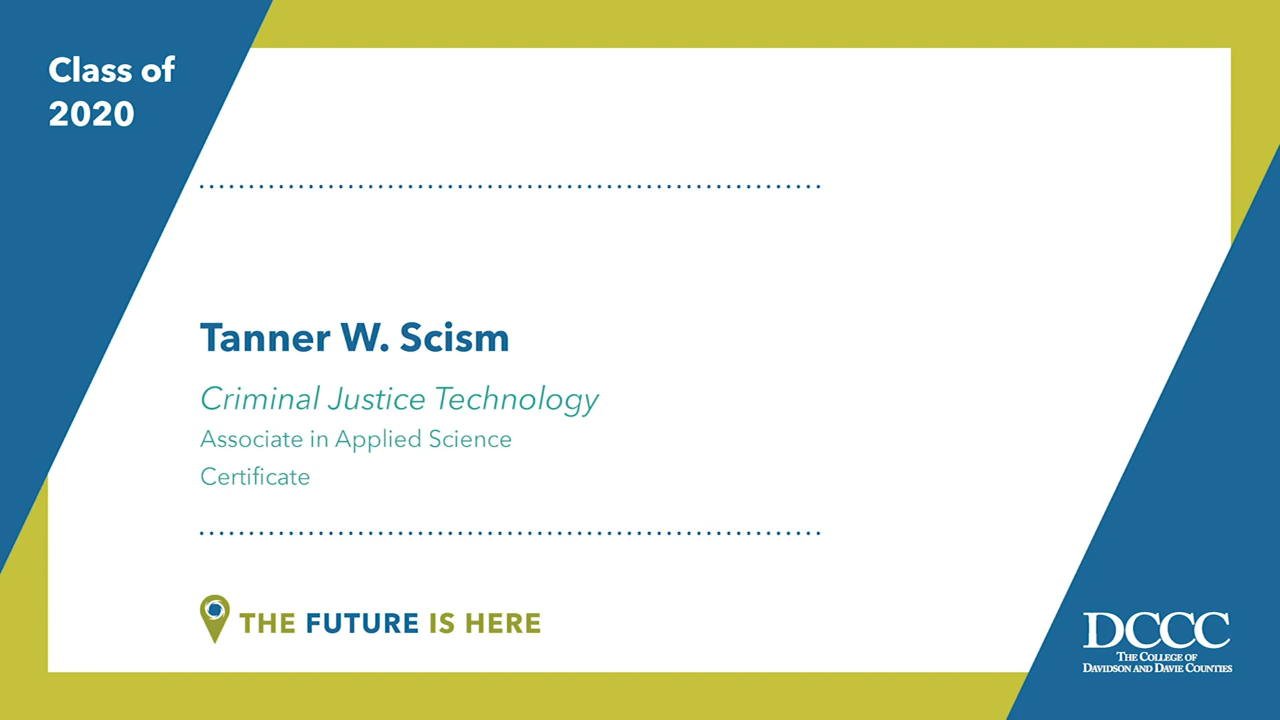 Class of
2020
Tanner W. Scism
Criminal Justice Technology
Associate in Applied Science
Certificate
THE FUTURE IS HERE
DCCC
THE COLLEGE OF
DAVIDSON AND DAVIE COUNTIES